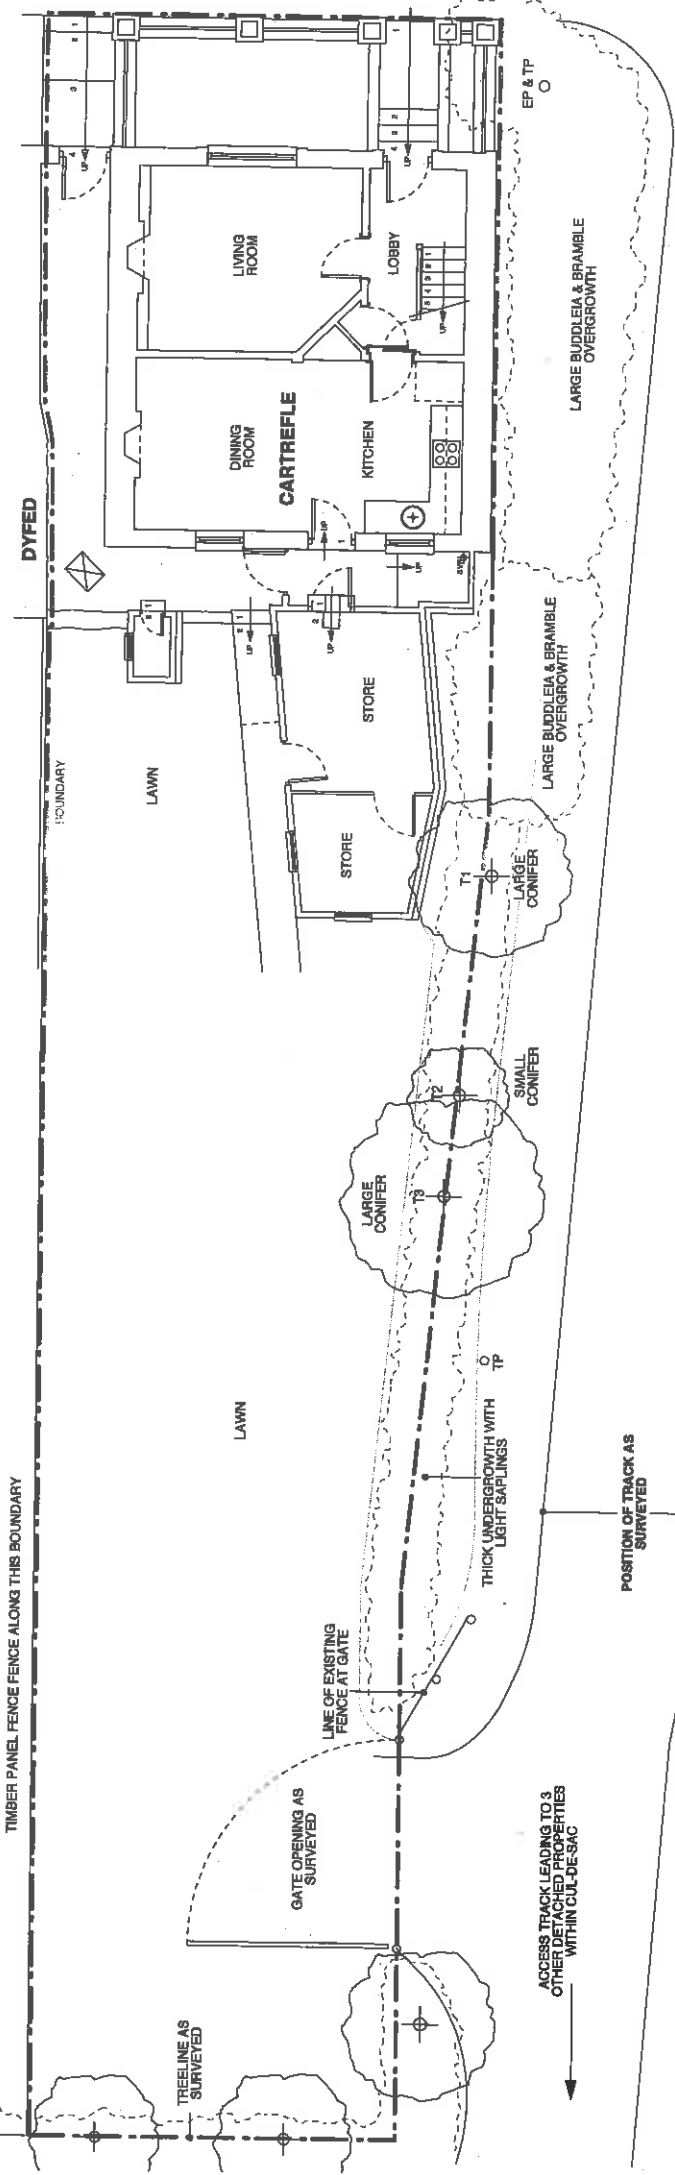 EP & TP
UP
UP
LIVING
ROOM
LOBBY
UP
LARGE BUDDLEIA & BRAMBLE
OVERGROWTH
DINING
ROOM
CARTREFLE
KITCHEN
DYFED
UP
UP
UP
UP
STORE
LARGE BUDDLEIA & BRAMBLE
OVERGROWTH
BOUNDARY
LAWN
STORE
T1
LARGE
CONIFER
T2
SMALL
CONIFER
LARGE
CONIFER
T3
TP
LAWN
THICK UNDERGROWTH WITH
LIGHT SAPLINGS
POSITION OF TRACK AS
SURVEYED
TIMBER PANEL FENCE FENCE ALONG THIS BOUNDARY
LINE OF EXISTING
FENCE AT GATE
GATE OPENING AS
SURVEYED
ACCESS TRACK LEADING TO 3
OTHER DETACHED PROPERTIES
WITHIN CUL-DE-SAC
TREELINE AS
SURVEYED